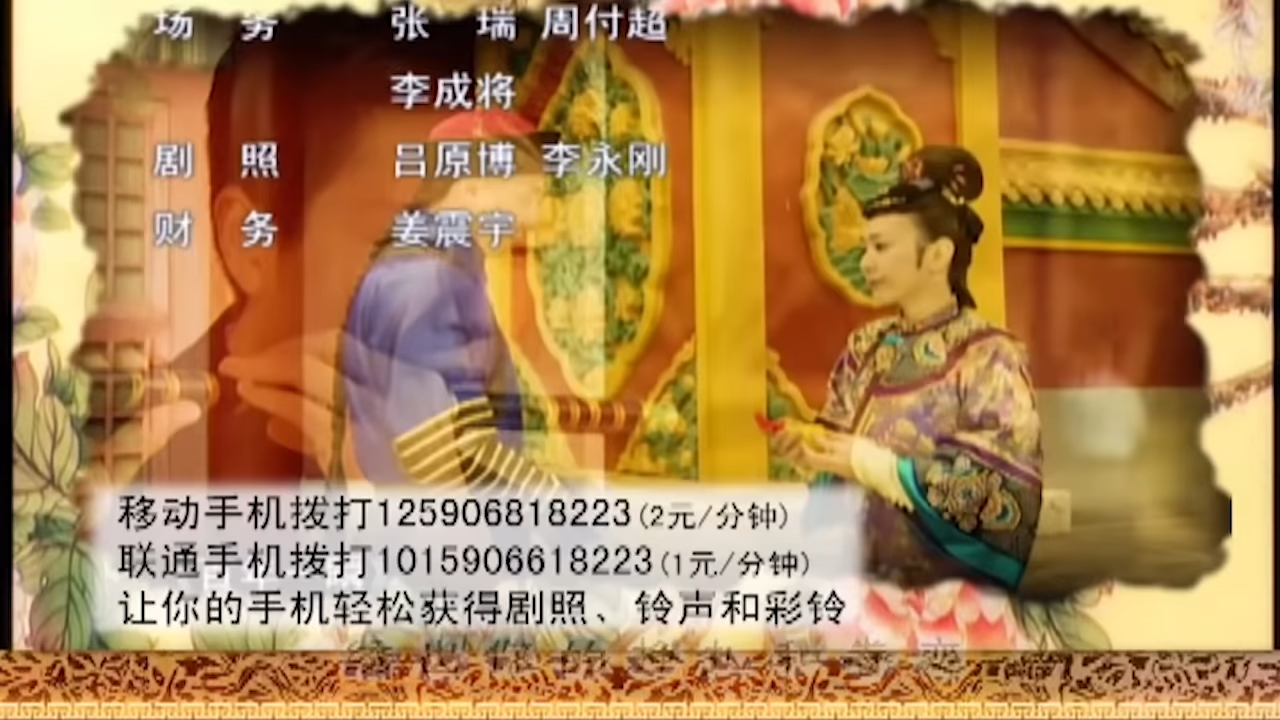 场务 张瑞 周付超
李成将
剧照 吕原博 李永刚
财务 姜震宇
移动手机拨打125906818223(2元/分钟)
联通手机拨打1015906618223(1元/分钟)
让你的手机轻松获得剧照、铃声和彩铃